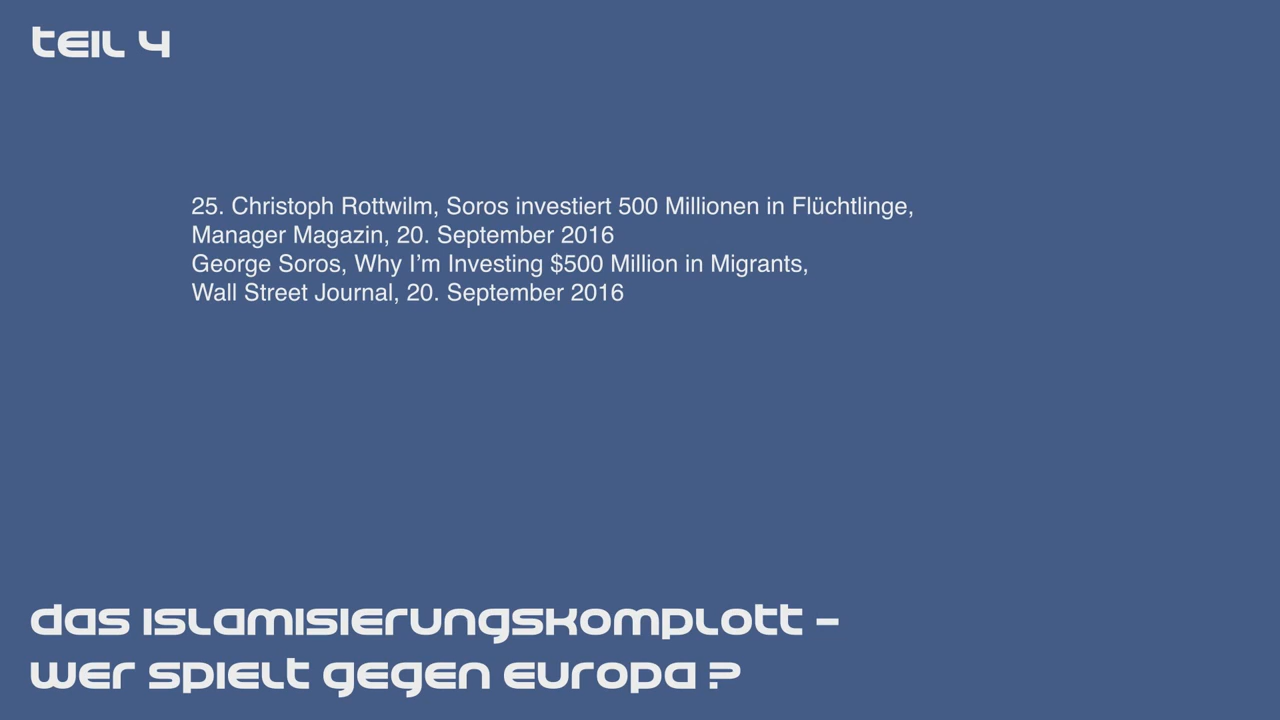 Teil 4
25. Christoph Rottwilm, Soros investiert 500 Millionen in Flüchtlinge,
Manager Magazin, 20. September 2016
George Soros, Why I’m Investing $500 Million in Migrants,
Wall Street Journal, 20. September 2016
das Islamisierungskomplott –
wer spielt gegen Europa ?